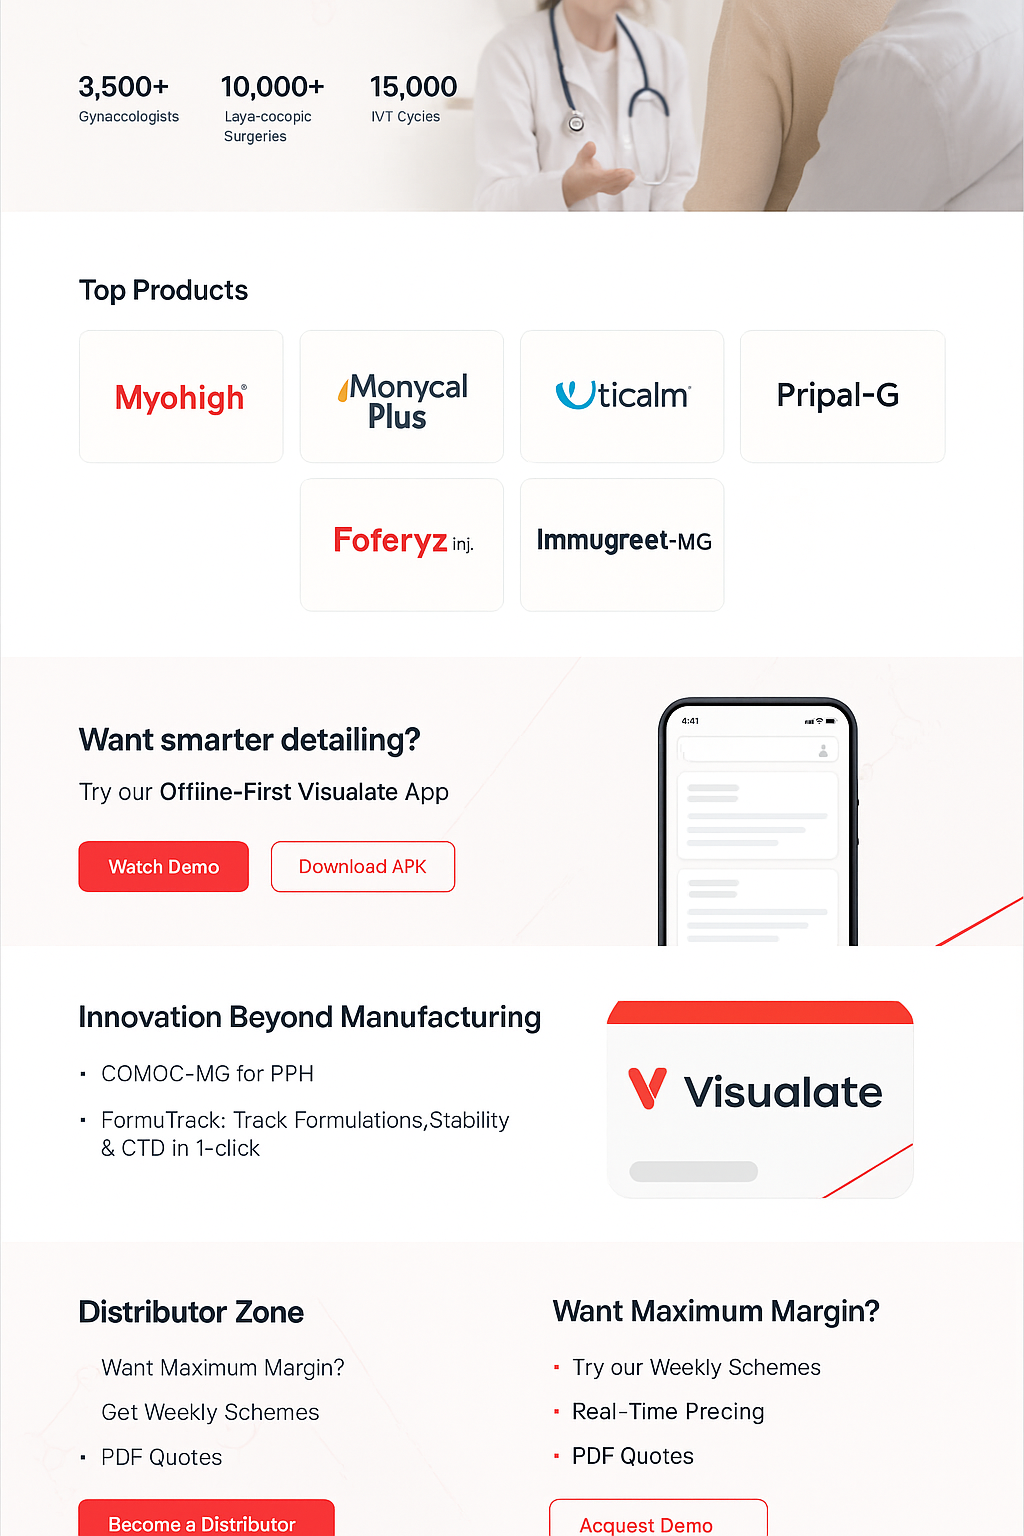 3,500+
Gynaccologists
10,000+
Laya-cocopic
Surgeries
15,000
IVT Cycies
Top Products
Myohigh®
Monycal
Plus
Uticalm
Pripal-G
Foferyz inj.
Immugreet-MG
Want smarter detailing?
Try our Offiine-First Visualate App
Watch Demo
Download APK
4:41
Innovation Beyond Manufacturing
· COMOC-MG for PPH
· FormuTrack: Track Formulations,Stability
& CTD in 1-click
Visualate
Distributor Zone
Want Maximum Margin?
Get Weekly Schemes
· PDF Quotes
Become a Distributor
Want Maximum Margin?
· Try our Weekly Schemes
· Real-Time Precing
· PDF Quotes
Acquest Demo